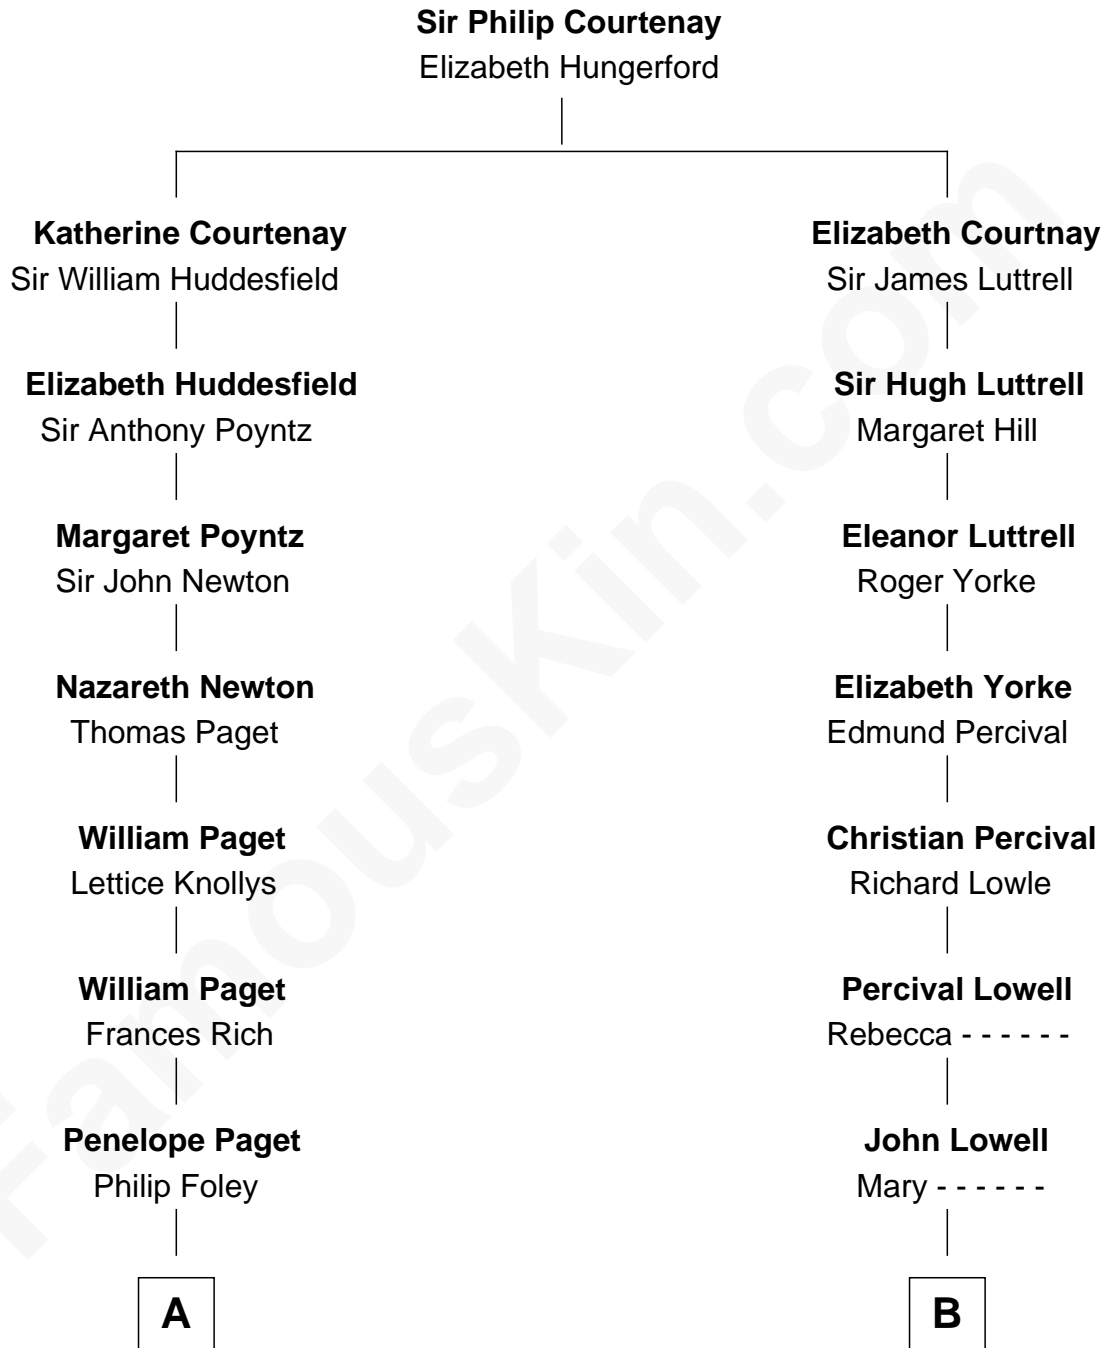 Sir Philip Courtenay
Elizabeth Hungerford
Katherine Courtenay
Sir William Huddesfield
Elizabeth Courtnay
Sir James Luttrell
Elizabeth Huddesfield
Sir Anthony Poyntz
Sir Hugh Luttrell
Margaret Hill
Margaret Poyntz
Sir John Newton
Eleanor Luttrell
Roger Yorke
Nazareth Newton
Thomas Paget
Elizabeth Yorke
Edmund Percival
William Paget
Lettice Knollys
Christian Percival
Richard Lowle
William Paget
Frances Rich
Percival Lowell
Rebecca - - - - - -
Penelope Paget
Philip Foley
John Lowell
Mary - - - - - -
A
B
FamousKin.com